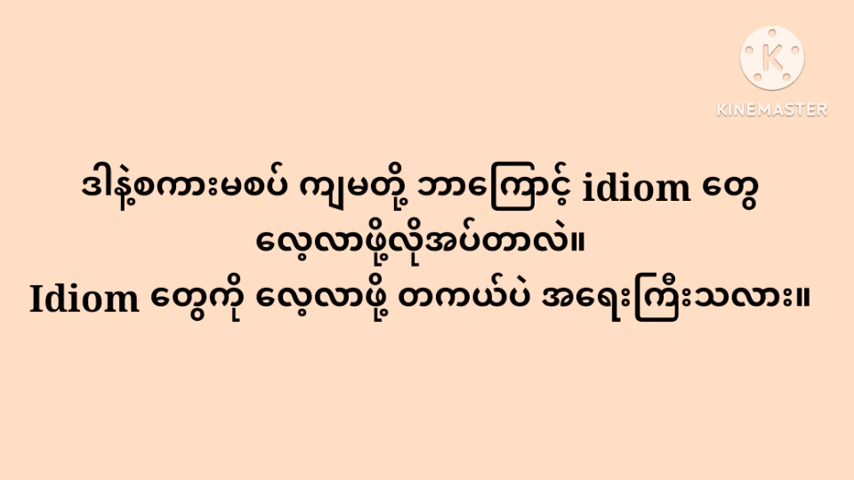 K
KINEMASTER
ဒါနဲ့စကားမစပ် ကျမတို့ ဘာကြောင့် idiom တွေ
လေ့လာဖို့လိုအပ်တာလဲ။
Idiom တွေကို လေ့လာဖို့ တကယ်ပဲ အရေးကြီးသလား။